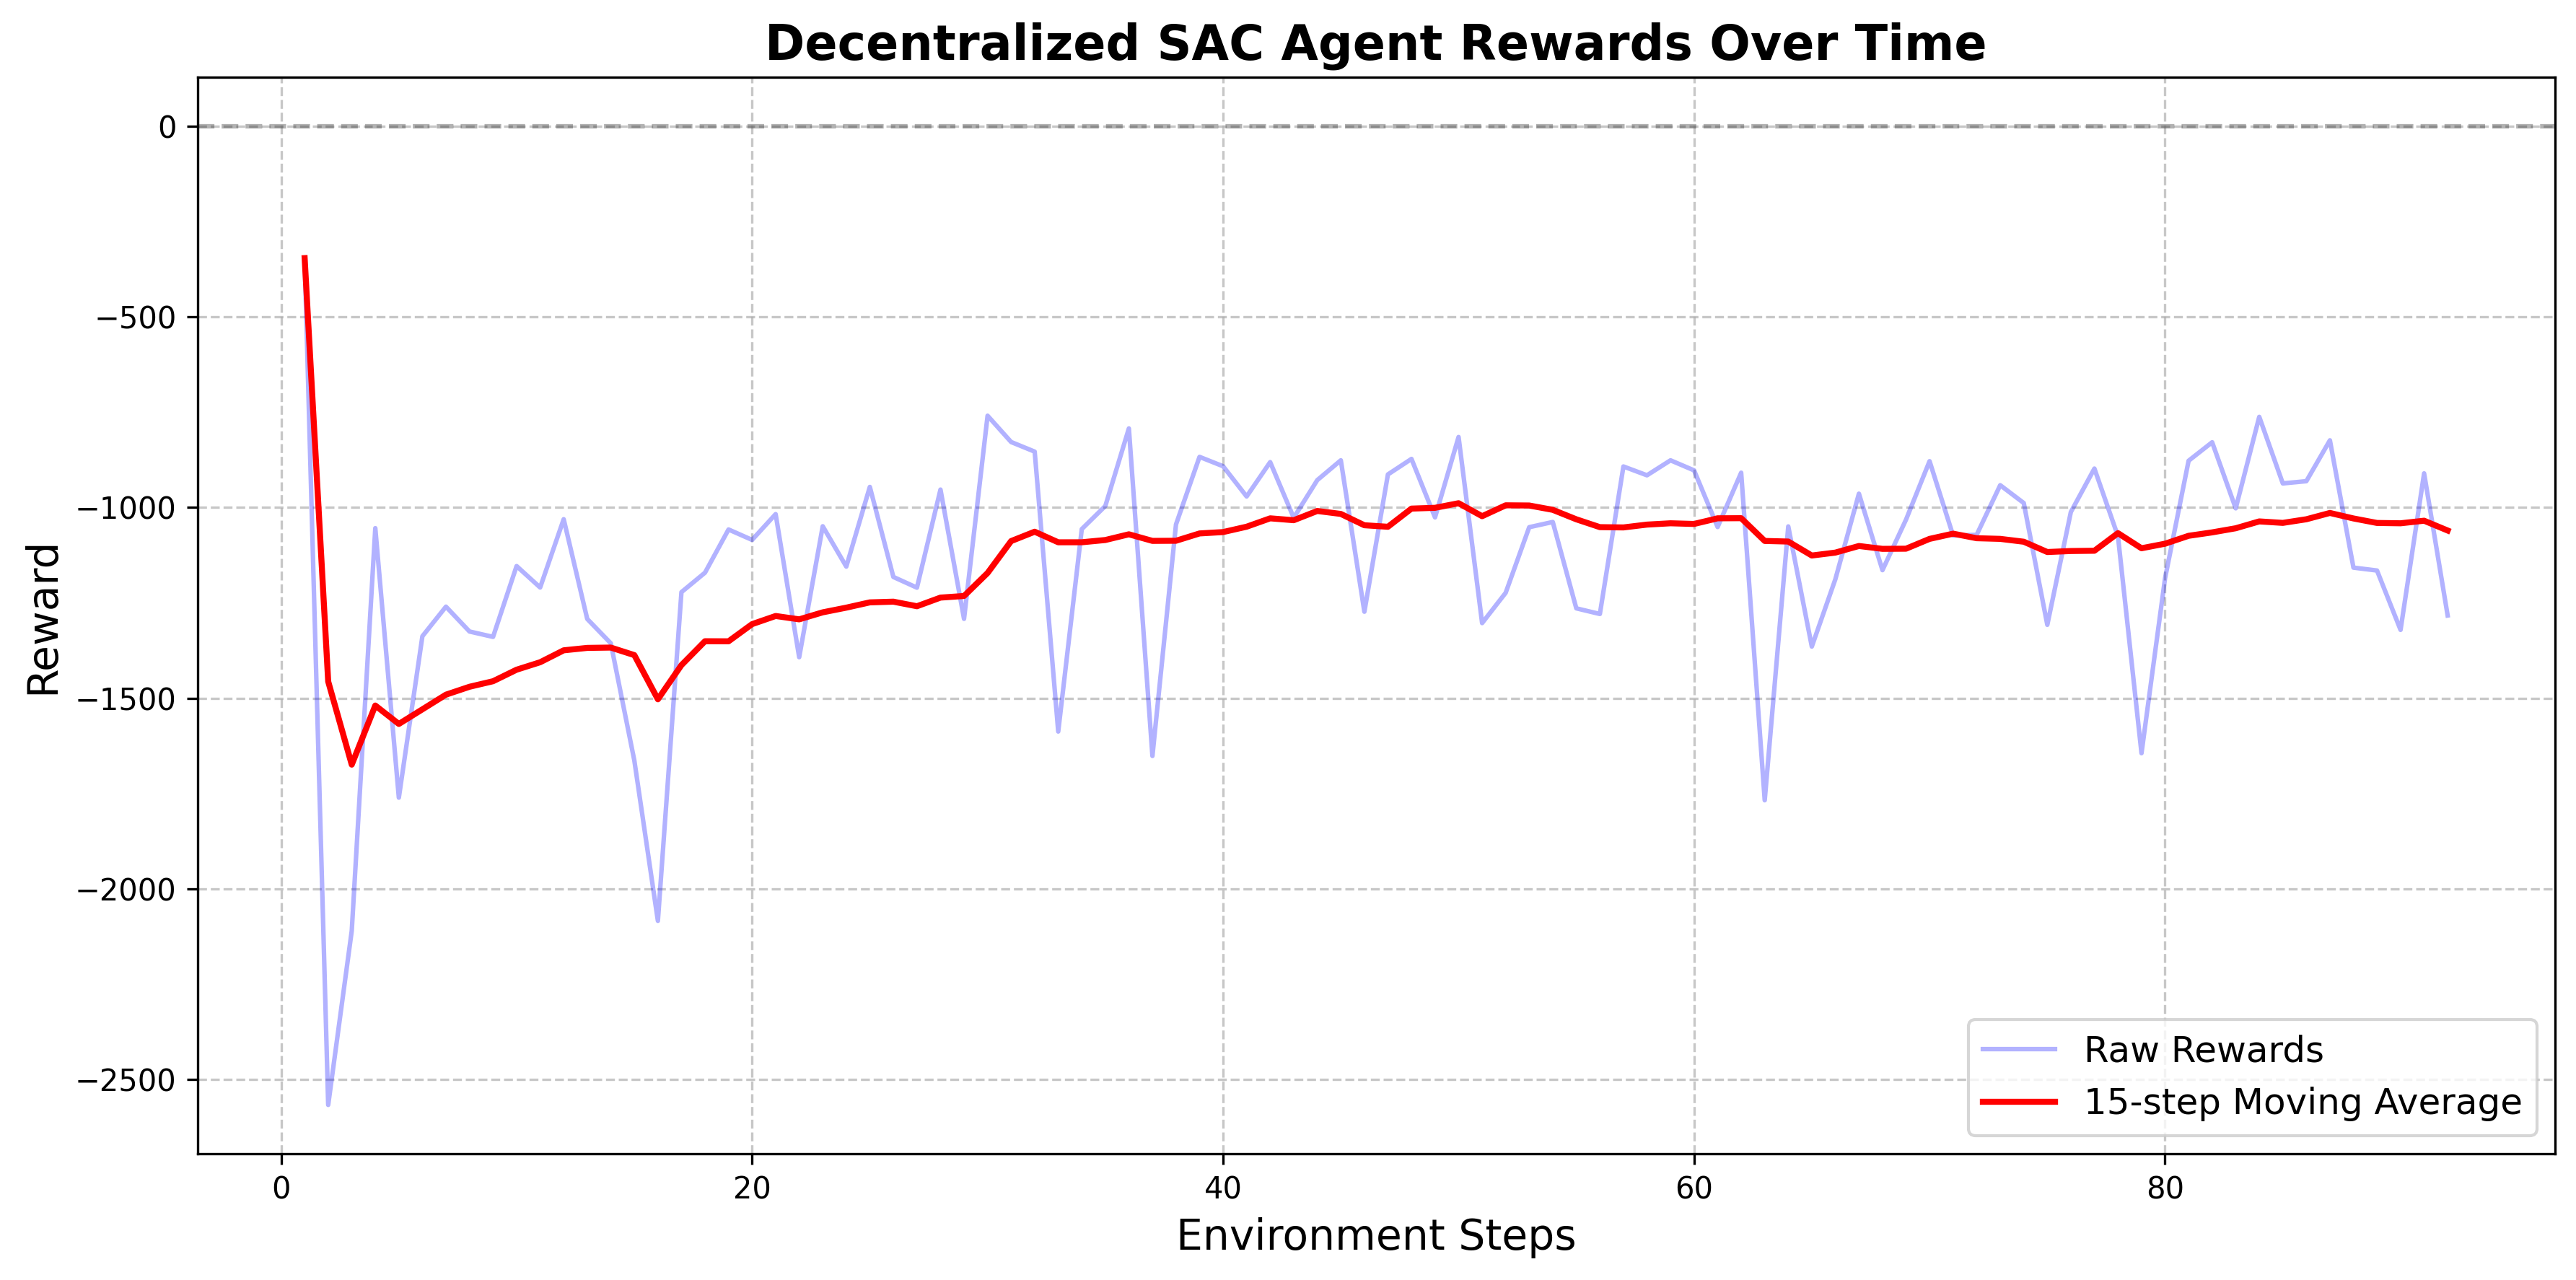 Decentralized SAC Agent Rewards Over Time
Reward
0
−500
−1000
−1500
−2000
−2500
0 20 40 60 80
Environment Steps
Raw Rewards
15-step Moving Average